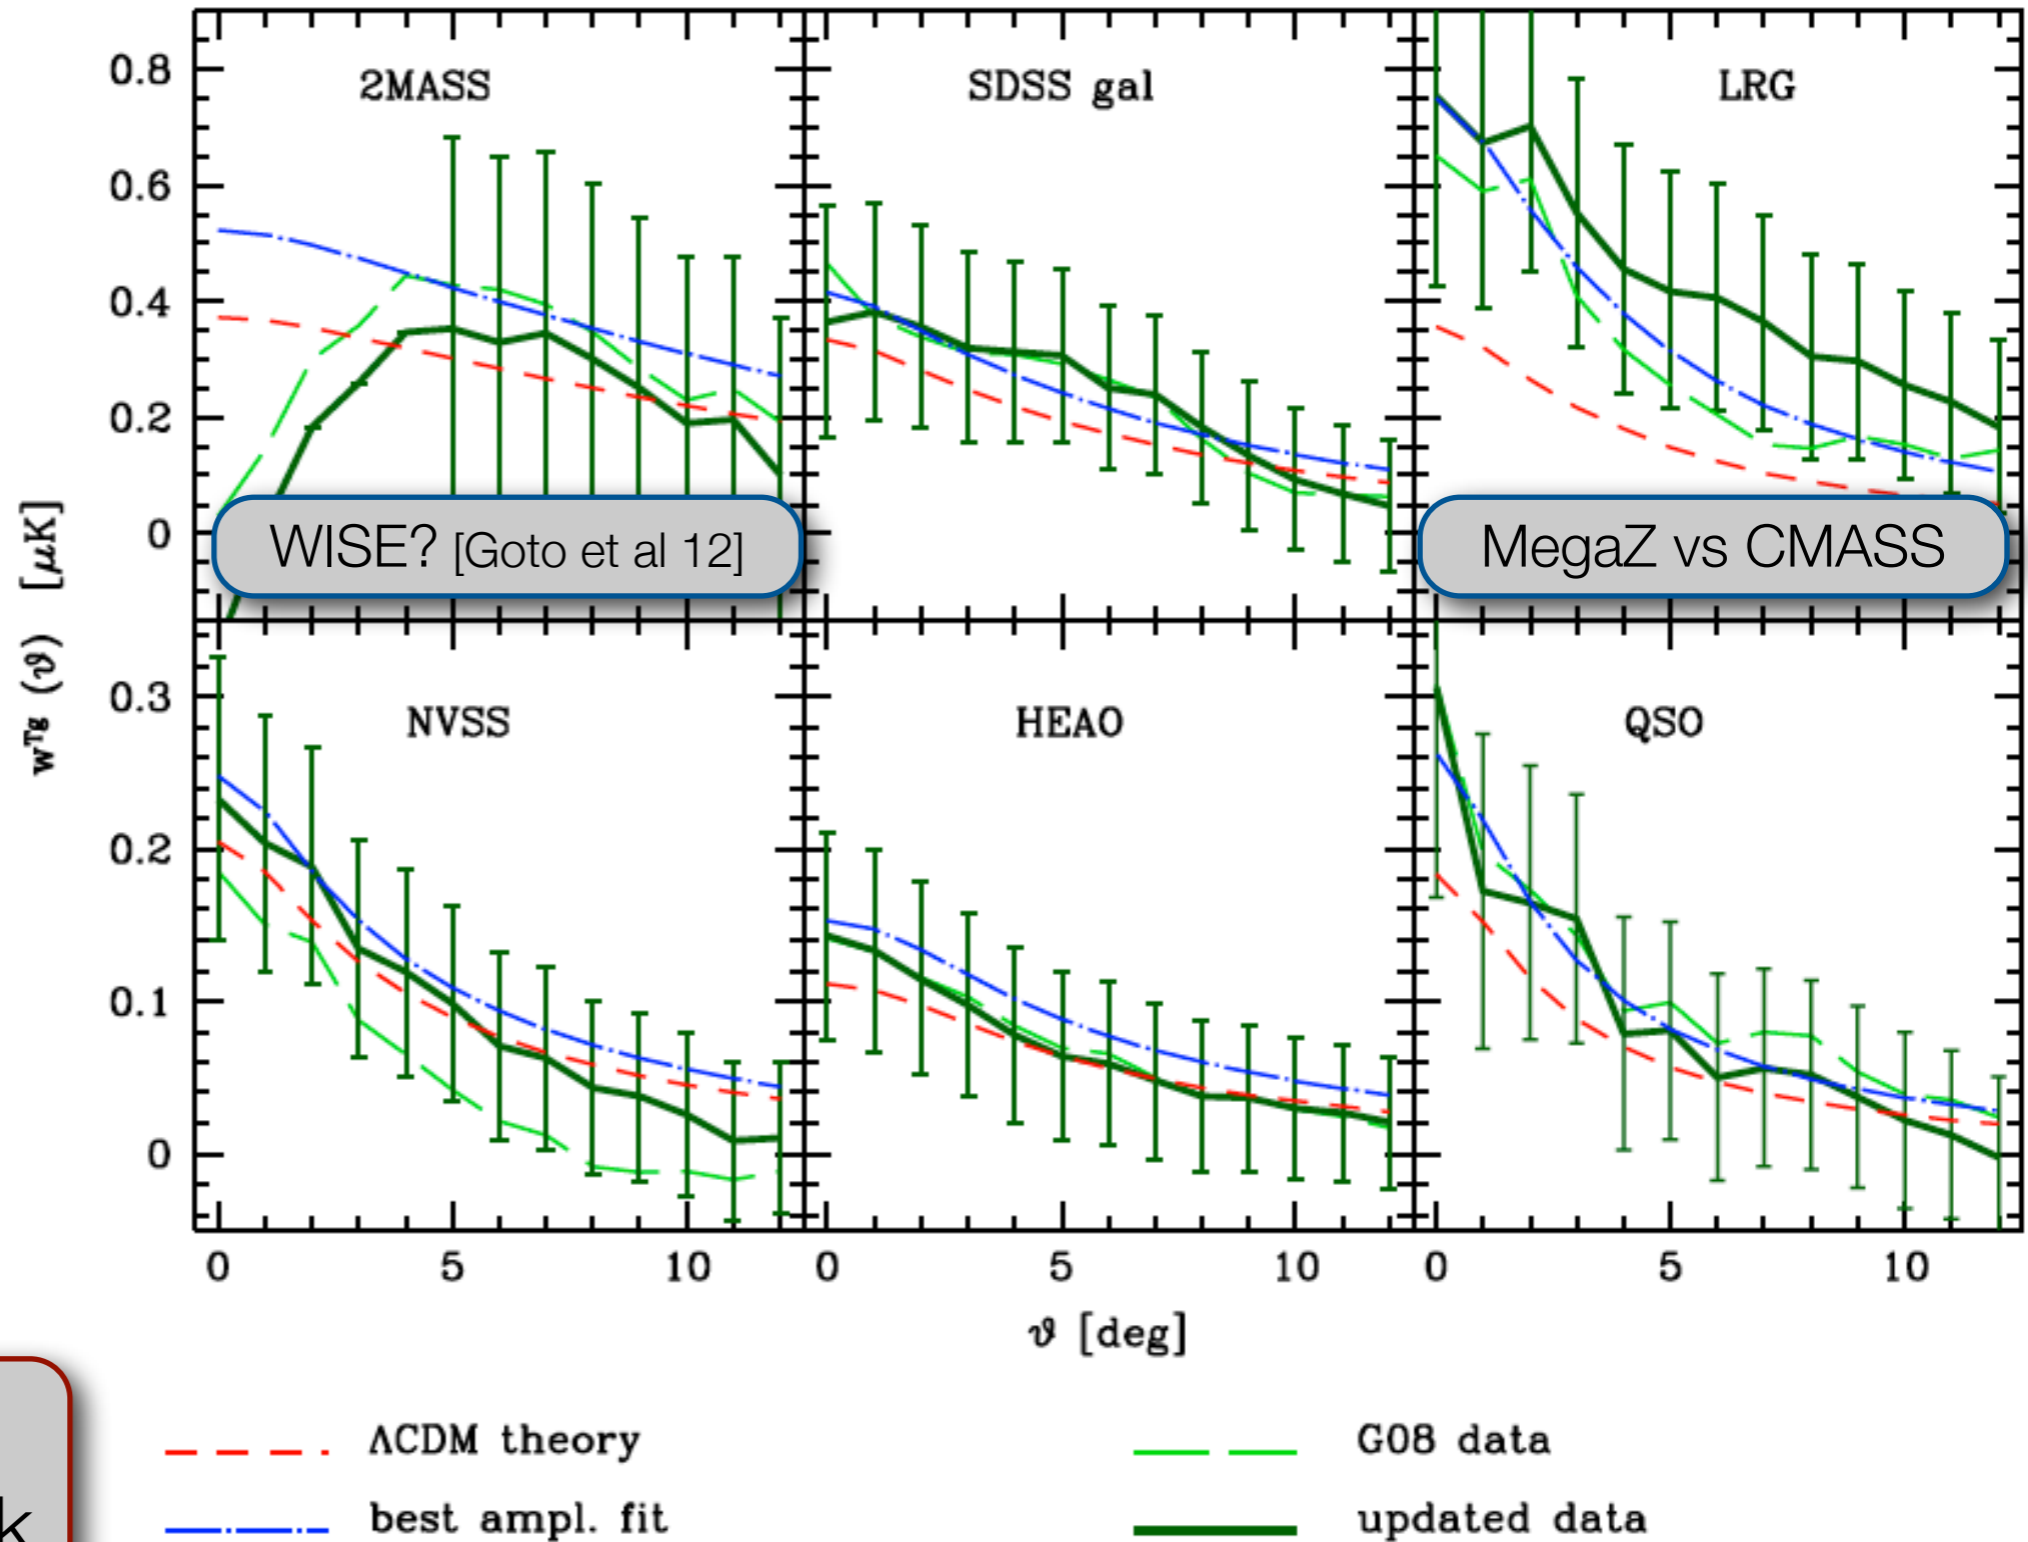 2MASS
SDSS gal
LRG
0.8
0.6
0.4
0.2
0
WISE? [Goto et al 12]
MegaZ vs CMASS
w^Tg (ϑ) [μK]
NVSS
HEAO
QSO
0.3
0.2
0.1
0
0 5 10 0 5 10 0 5 10
ϑ [deg]
ΛCDM theory
G08 data
best ampl. fit
updated data